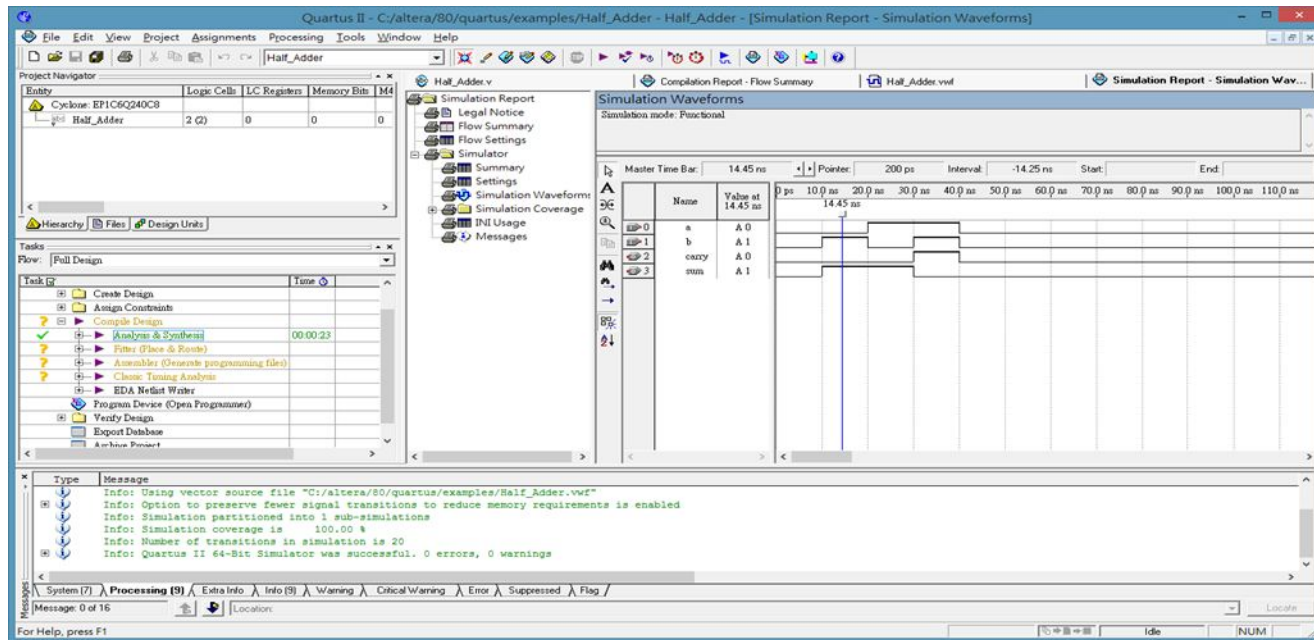 Quartus II - C:/altera/80/quartus/examples/Half_Adder - Half_Adder - [Simulation Report - Simulation Waveforms]
File Edit View Project Assignments Processing Tools Window Help
Half_Adder
Project Navigator
Entity Logic Cells LC Registers Memory Bits M4
Cyclone: EP1C6Q240C8
Half_Adder 2 (2) 0 0 0
Hierarchy Files Design Units
Tasks
Flow: Full Design
Task Time
Create Design
Assign Constraints
Compile Design
Analysis & Synthesis 00:00:23
Fitter (Place & Route)
Assembler (Generate programming files)
Classic Timing Analysis
EDA Netlist Writer
Program Device (Open Programmer)
Verify Design
Export Database
Archive Project
Half_Adder.v Compilation Report - Flow Summary Half_Adder.vwf Simulation Report - Simulation Wav...
Simulation Report
Legal Notice
Flow Summary
Flow Settings
Simulator
Summary
Settings
Simulation Waveforms
Simulation Coverage
INI Usage
Messages
Simulation Waveforms
Simulation mode: Functional
Master Time Bar: 14.45 ns Pointer: 200 ps Interval: -14.25 ns Start: End:
Name Value at 14.45 ns
0 ps 10.0 ns 20.0 ns 30.0 ns 40.0 ns 50.0 ns 60.0 ns 70.0 ns 80.0 ns 90.0 ns 100.0 ns 110.0 ns
14.45 ns
0 a A 0
1 b A 1
2 carry A 0
3 sum A 1
Type Message
Info: Using vector source file "C:/altera/80/quartus/examples/Half_Adder.vwf"
Info: Option to preserve fewer signal transitions to reduce memory requirements is enabled
Info: Simulation partitioned into 1 sub-simulations
Info: Simulation coverage is 100.00 %
Info: Number of transitions in simulation is 20
Info: Quartus II 64-Bit Simulator was successful. 0 errors, 0 warnings
Messages
System (7) Processing (9) Extra Info Info (9) Warning Critical Warning Error Suppressed Flag
Message: 0 of 16 Location: Locate
For Help, press F1 Idle NUM